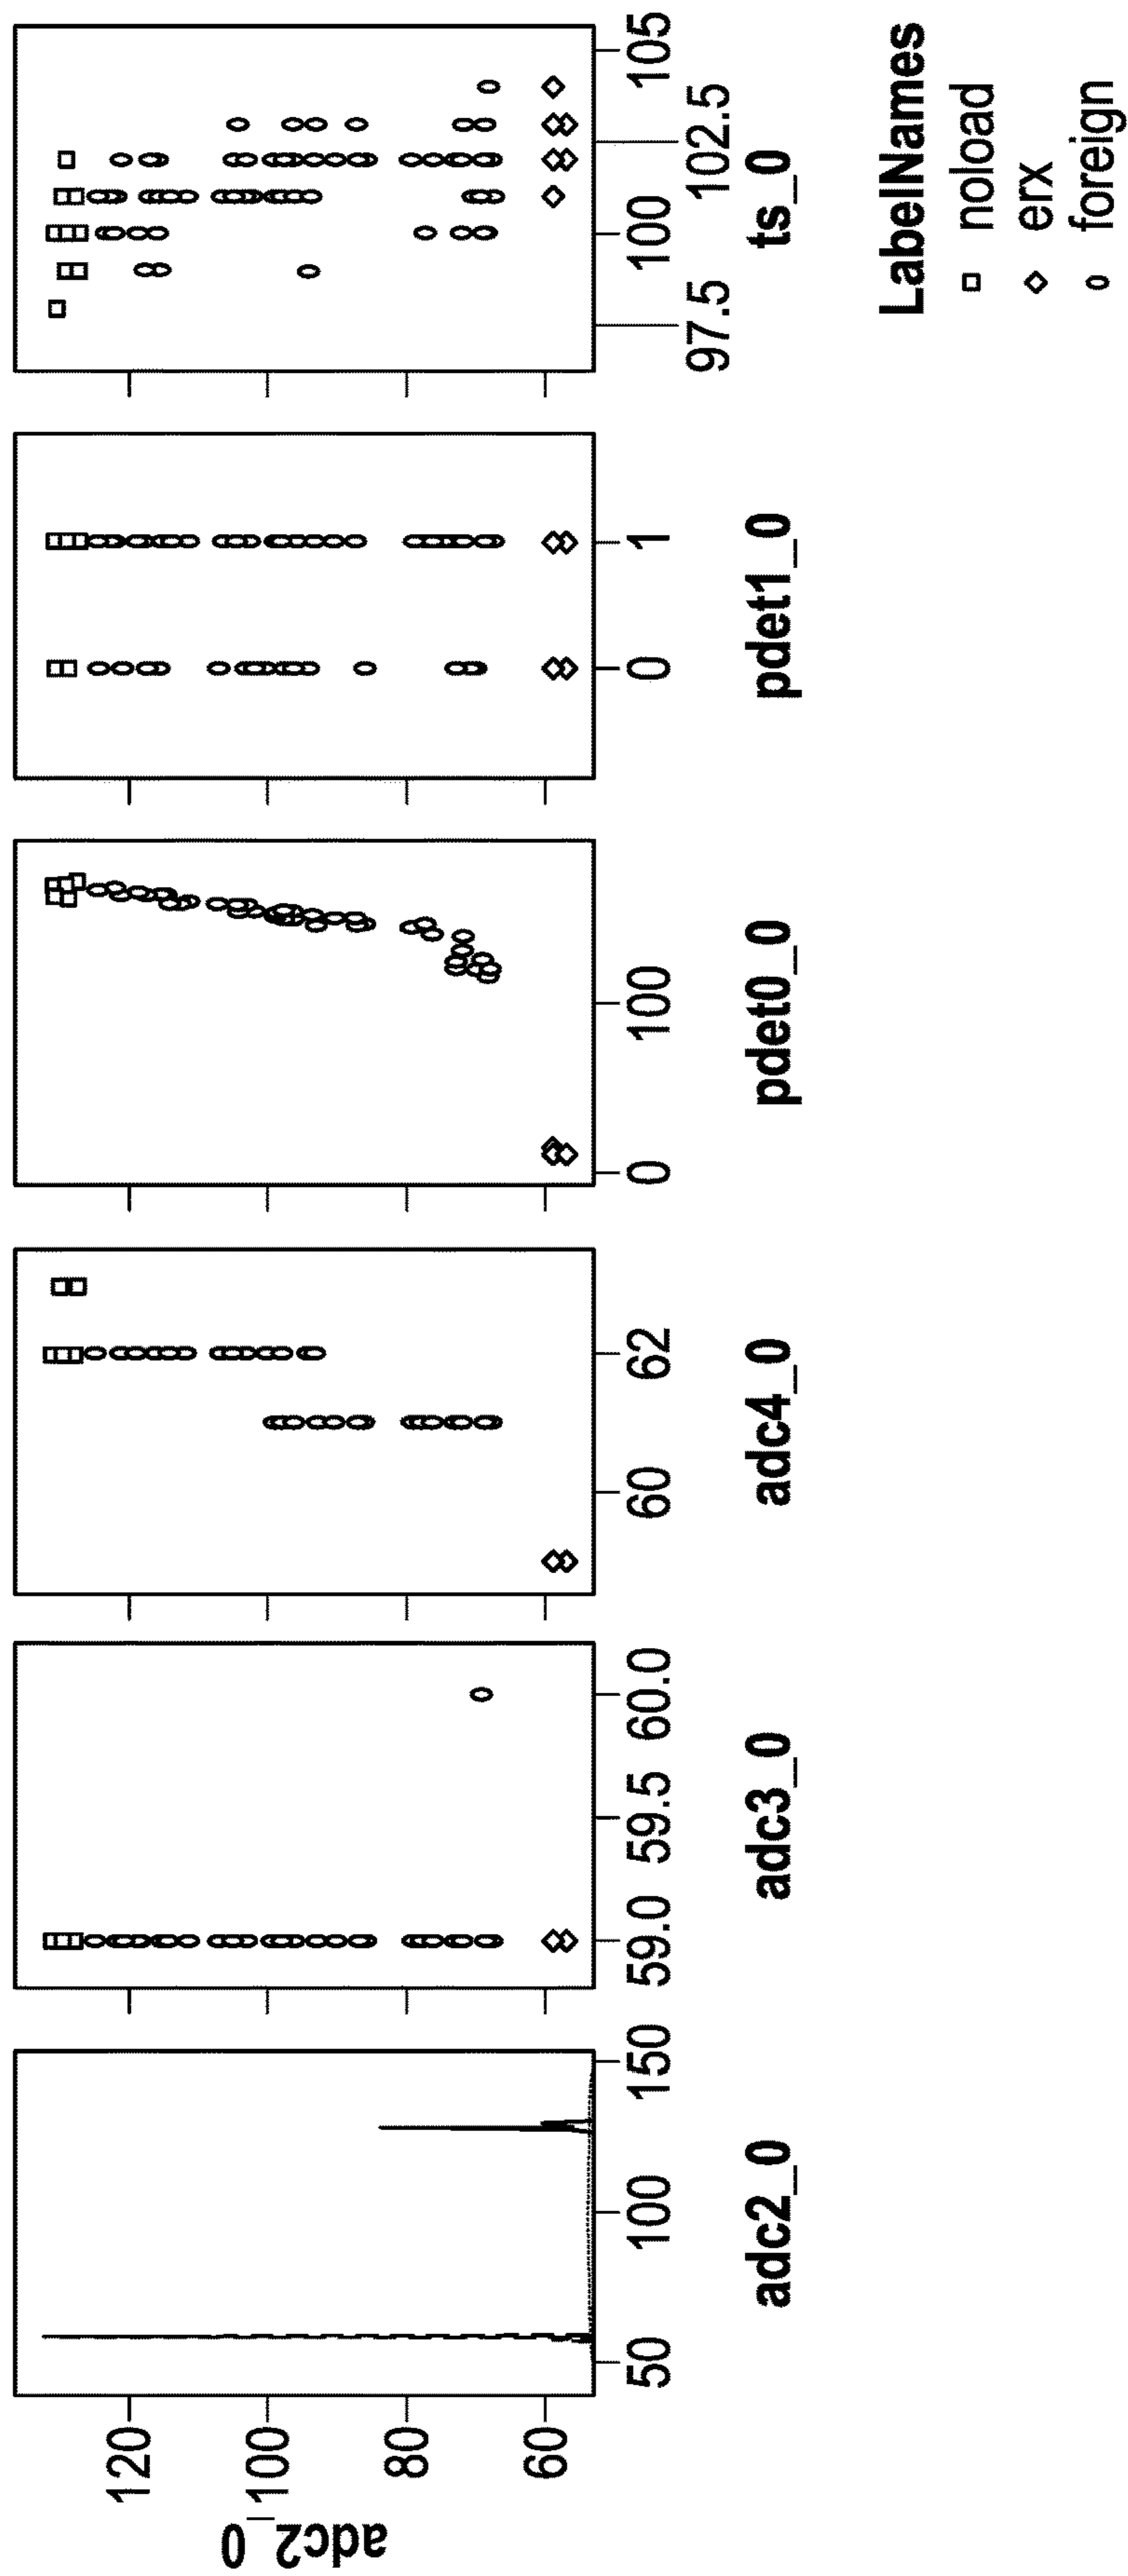 adc2_0
120
100
80
60
50 100 150
adc2_0
59.0 59.5 60.0
adc3_0
60 62
adc4_0
0 100
pdet0_0
0 1
pdet1_0
97.5 100 102.5 105
ts_0
LabelNames
noload
erx
foreign